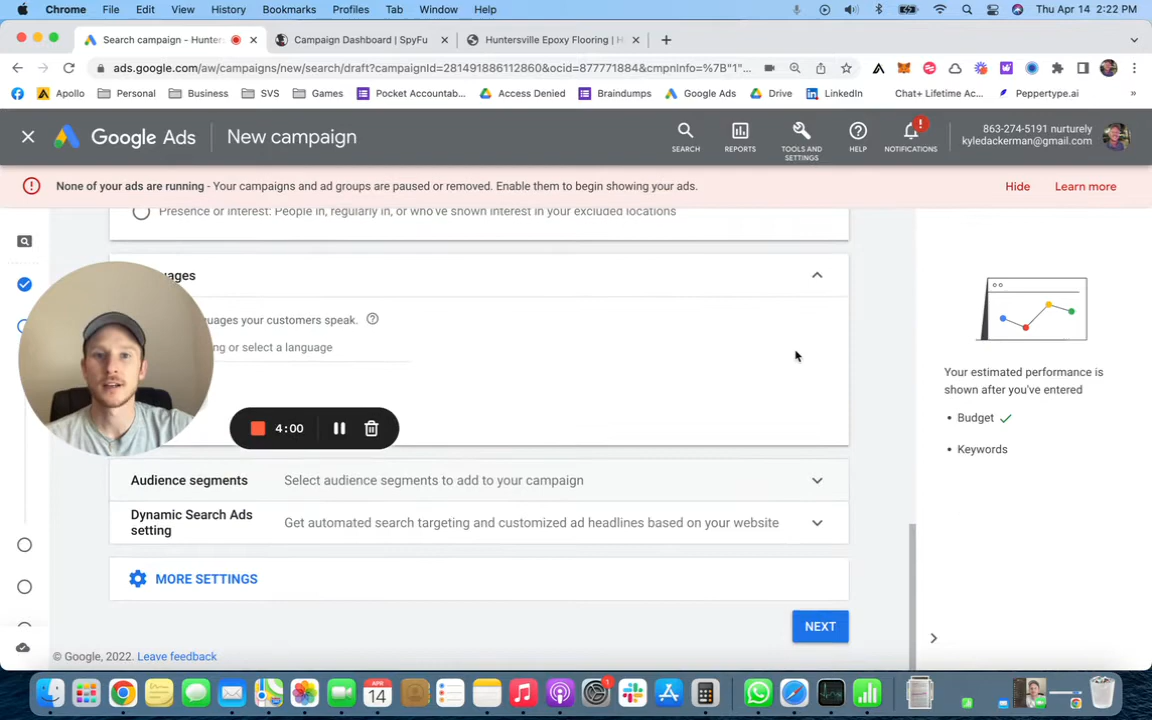 Chrome File Edit View History Bookmarks Profiles Tab Window Help Thu Apr 14 2:22 PM
Search campaign - Hunter Campaign Dashboard | SpyFu Huntersville Epoxy Flooring | H
ads.google.com/aw/campaigns/new/search/draft?campaignId=281491886112860&ocid=877771884&cmpnInfo=%7B"1"...
Apollo Personal Business SVS Games Pocket Accountab... Access Denied Braindumps Google Ads Drive LinkedIn Chat+ Lifetime Ac... Peppertype.ai »
Google Ads New campaign
SEARCH REPORTS TOOLS AND SETTINGS HELP NOTIFICATIONS
863-274-5191 nurturely
kyledackerman@gmail.com
None of your ads are running - Your campaigns and ad groups are paused or removed. Enable them to begin showing your ads. Hide Learn more
Presence or interest: People in, regularly in, or who've shown interest in your excluded locations
uages
guages your customers speak.
ng or select a language
4:00
Audience segments Select audience segments to add to your campaign
Dynamic Search Ads setting Get automated search targeting and customized ad headlines based on your website
MORE SETTINGS
NEXT
© Google, 2022. Leave feedback
Your estimated performance is
shown after you've entered
• Budget
• Keywords
APR
14
1